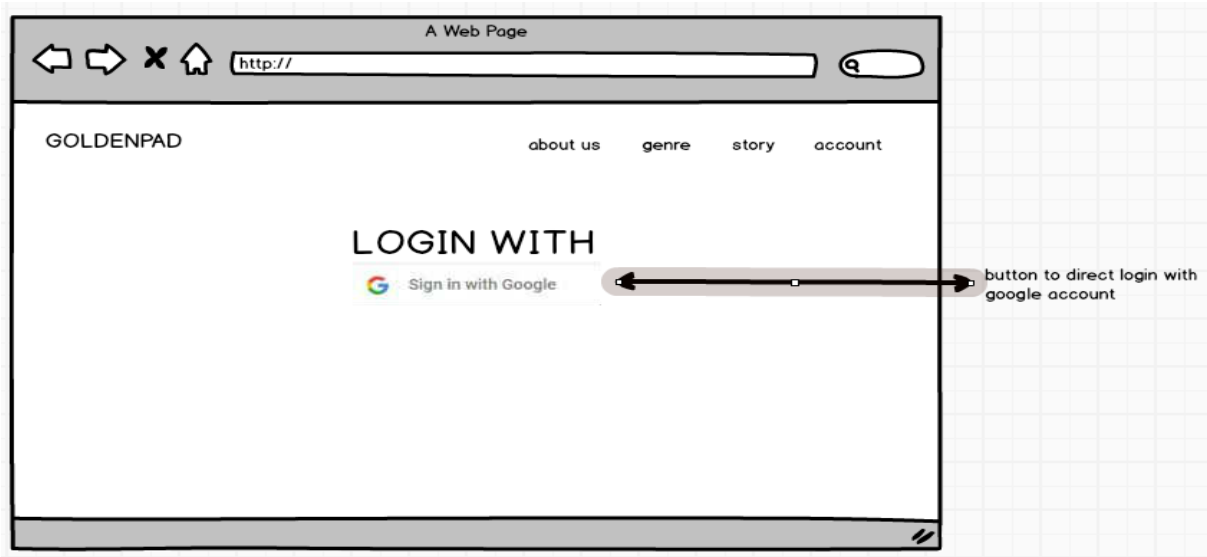 A Web Page
http://
GOLDENPAD
about us genre story account
LOGIN WITH
Sign in with Google
button to direct login with
google account